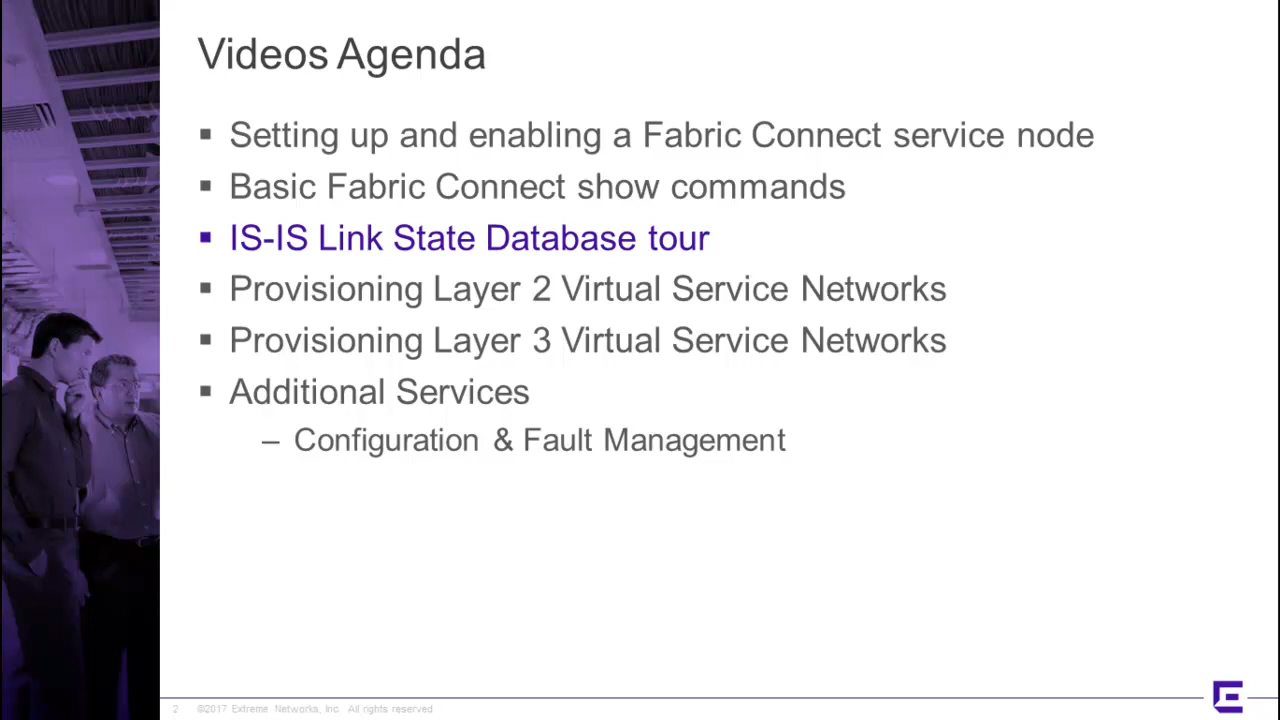 Videos Agenda
▪ Setting up and enabling a Fabric Connect service node
▪ Basic Fabric Connect show commands
▪ IS-IS Link State Database tour
▪ Provisioning Layer 2 Virtual Service Networks
▪ Provisioning Layer 3 Virtual Service Networks
▪ Additional Services
– Configuration & Fault Management
2 ©2017 Extreme Networks, Inc. All rights reserved